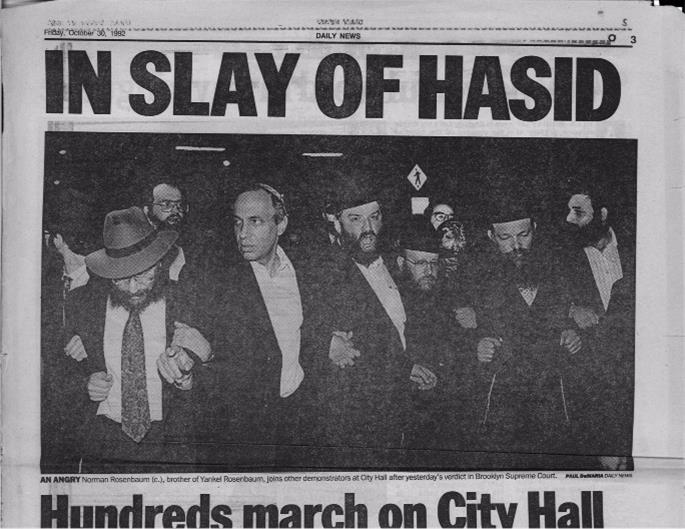 Friday, October 30, 1992
DAILY NEWS
3
IN SLAY OF HASID
AN ANGRY Norman Rosenbaum (c.), brother of Yankel Rosenbaum, joins other demonstrators at City Hall after yesterday's verdict in Brooklyn Supreme Court. PAUL DeMARIA DAILY NEWS
Hundreds march on City Hall